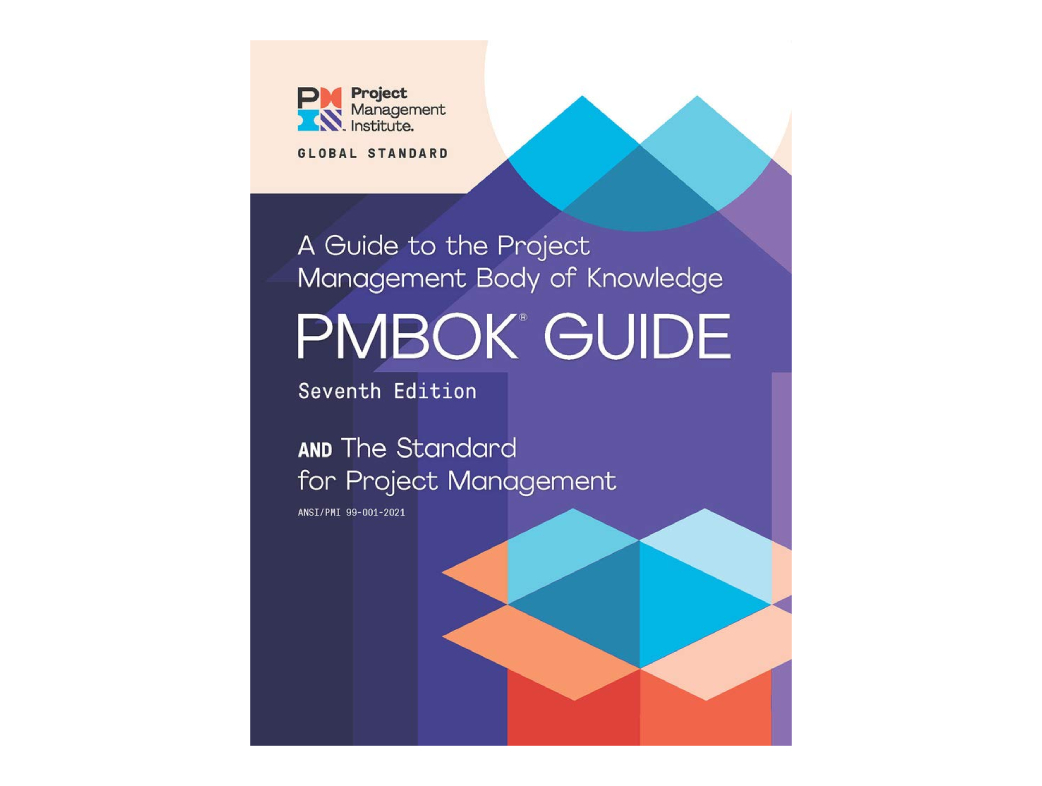 PM
Project
Management
Institute.
GLOBAL STANDARD
A Guide to the Project
Management Body of Knowledge
PMBOK® GUIDE
Seventh Edition
AND The Standard
for Project Management
ANSI/PMI 99-001-2021